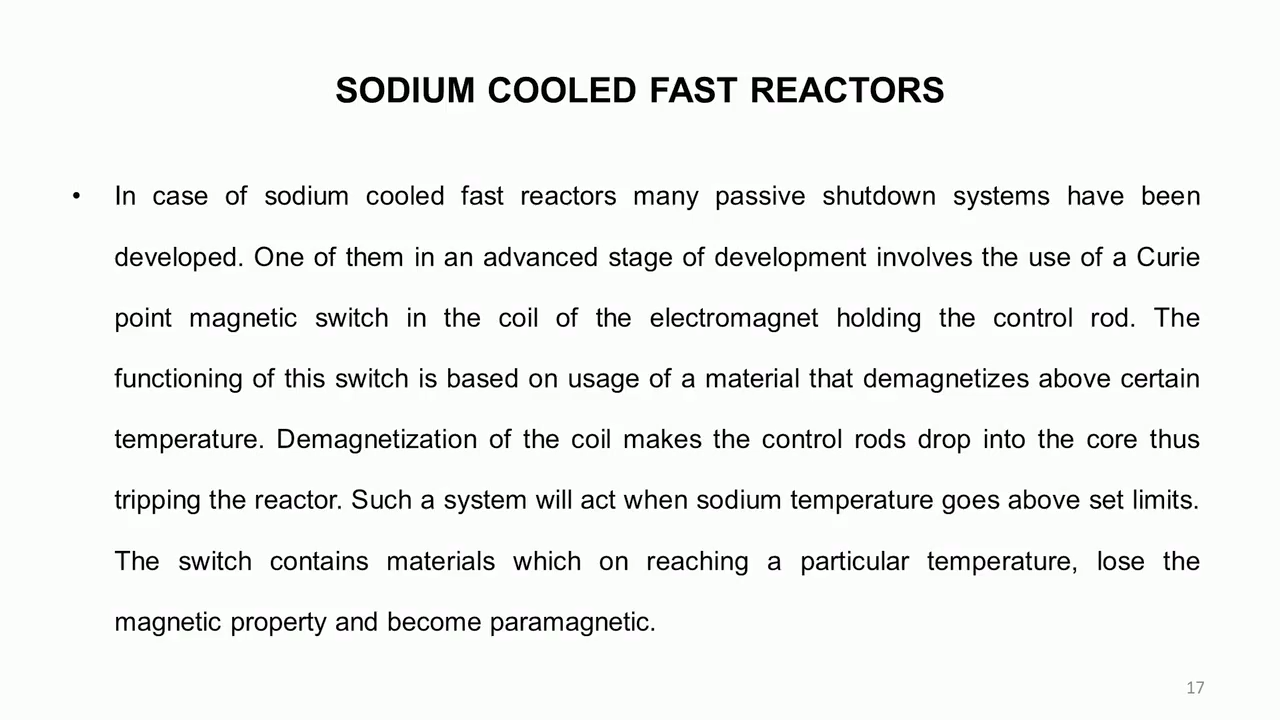 SODIUM COOLED FAST REACTORS
• In case of sodium cooled fast reactors many passive shutdown systems have been
developed. One of them in an advanced stage of development involves the use of a Curie
point magnetic switch in the coil of the electromagnet holding the control rod. The
functioning of this switch is based on usage of a material that demagnetizes above certain
temperature. Demagnetization of the coil makes the control rods drop into the core thus
tripping the reactor. Such a system will act when sodium temperature goes above set limits.
The switch contains materials which on reaching a particular temperature, lose the
magnetic property and become paramagnetic.
17